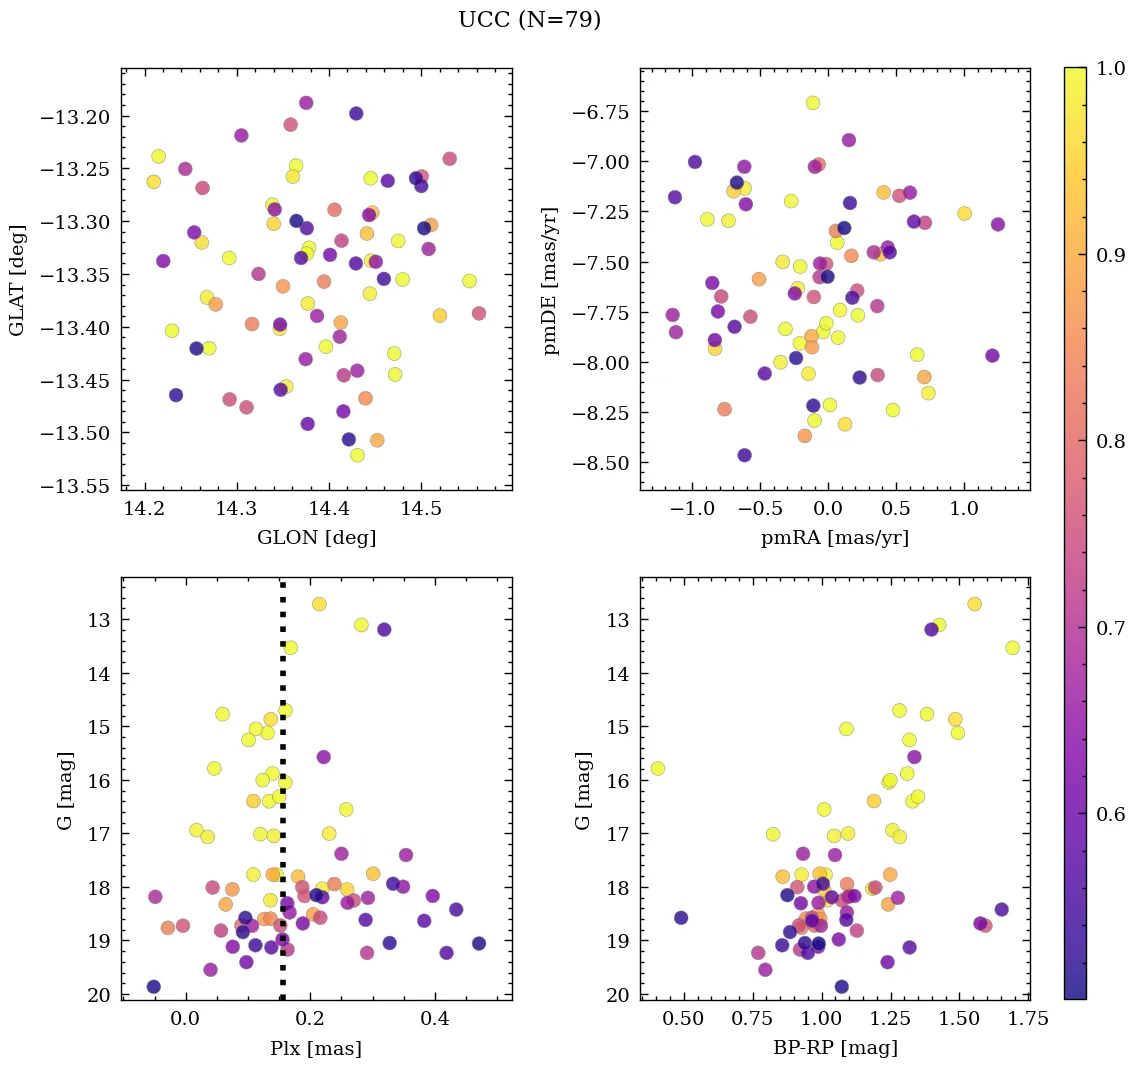 UCC (N=79)
−13.20
−13.25
−13.30
−13.35
−13.40
−13.45
−13.50
−13.55
GLAT [deg]
14.2 14.3 14.4 14.5
GLON [deg]
−6.75
−7.00
−7.25
−7.50
−7.75
−8.00
−8.25
−8.50
pmDE [mas/yr]
−1.0 −0.5 0.0 0.5 1.0
pmRA [mas/yr]
1.0
0.9
0.8
0.7
0.6
13
14
15
16
17
18
19
20
G [mag]
0.0 0.2 0.4
Plx [mas]
13
14
15
16
17
18
19
20
G [mag]
0.50 0.75 1.00 1.25 1.50 1.75
BP-RP [mag]